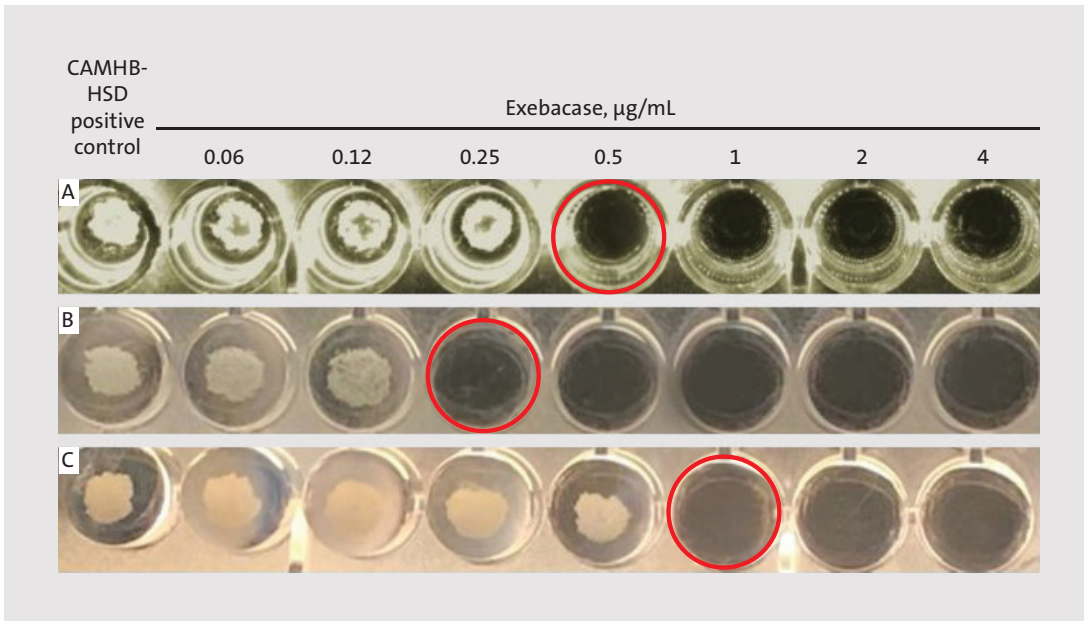 CAMHB-
HSD
positive
control
Exebacase, µg/mL
0.06 0.12 0.25 0.5 1 2 4
A
B
C